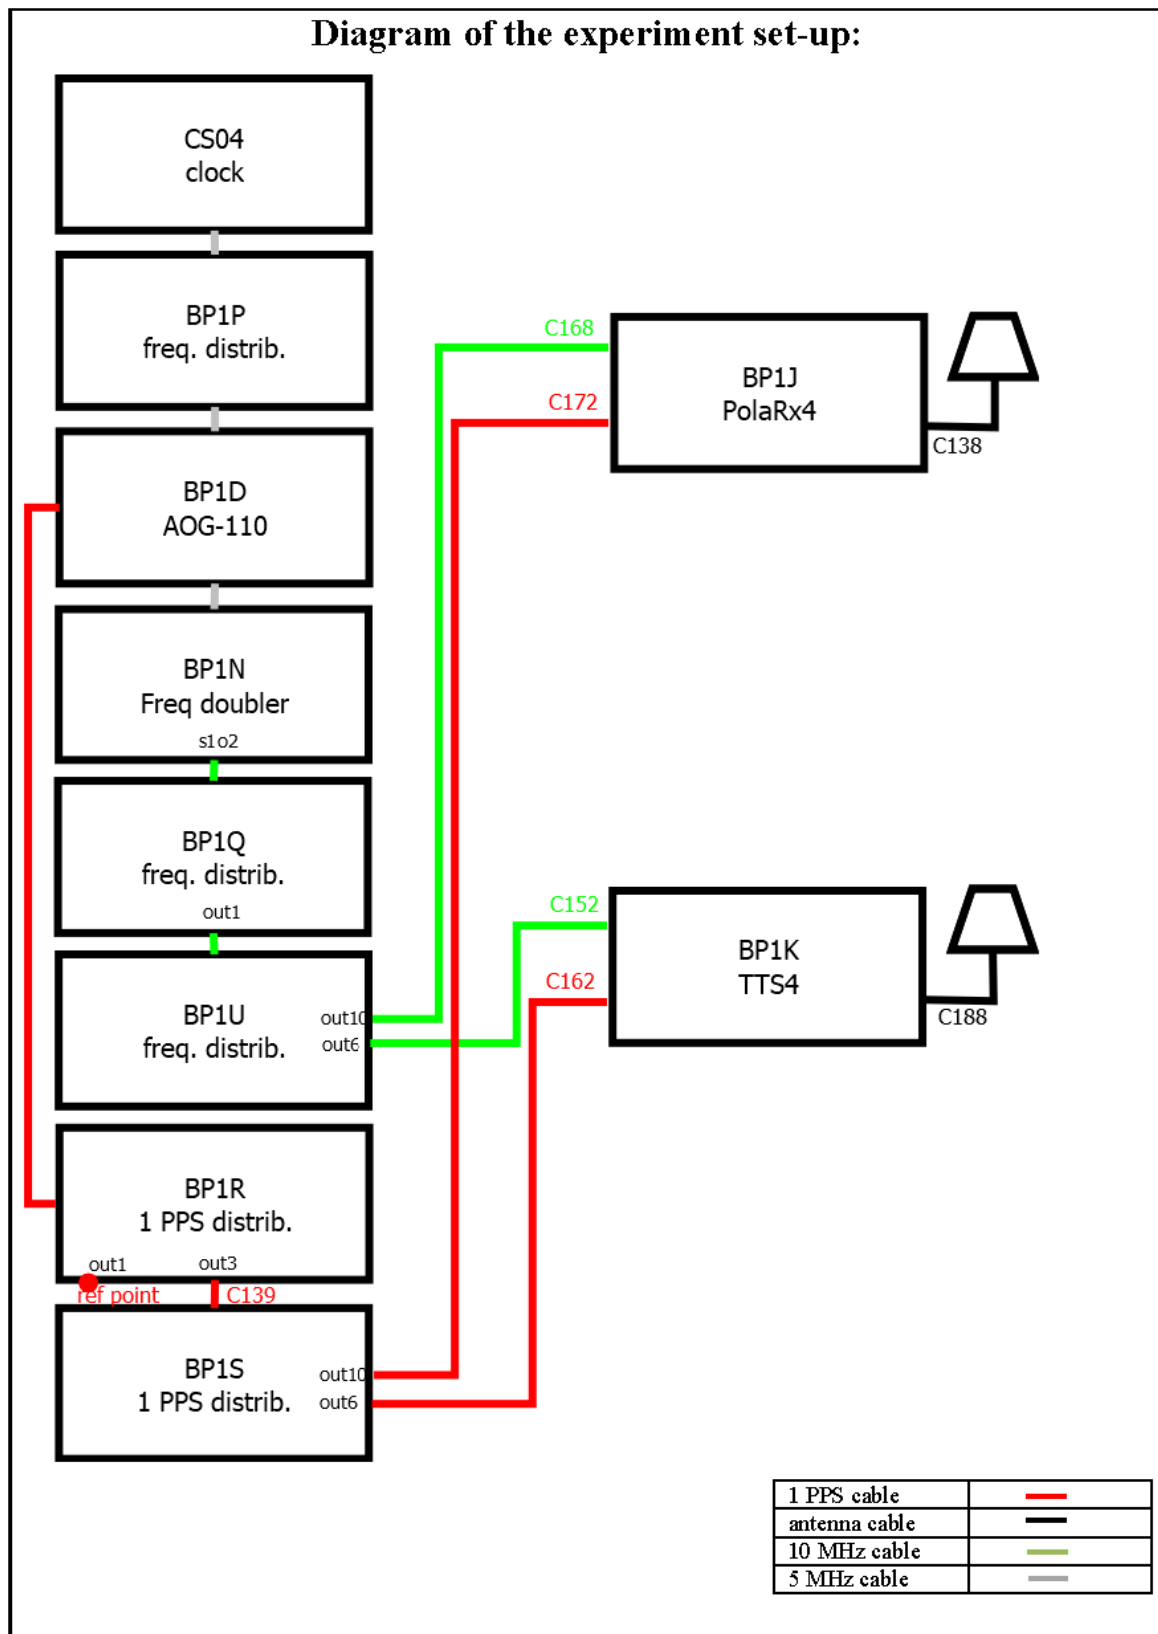 Diagram of the experiment set-up:
CS04
clock
BP1P
freq. distrib.
BP1D
AOG-110
BP1N
Freq doubler
s1o2
BP1Q
freq. distrib.
out1
BP1U
freq. distrib.
out10
out6
BP1R
1 PPS distrib.
out1
out3
ref point
C139
BP1S
1 PPS distrib.
out10
out6
C168
C172
BP1J
PolaRx4
C138
C152
C162
BP1K
TTS4
C188
1 PPS cable
antenna cable
10 MHz cable
5 MHz cable